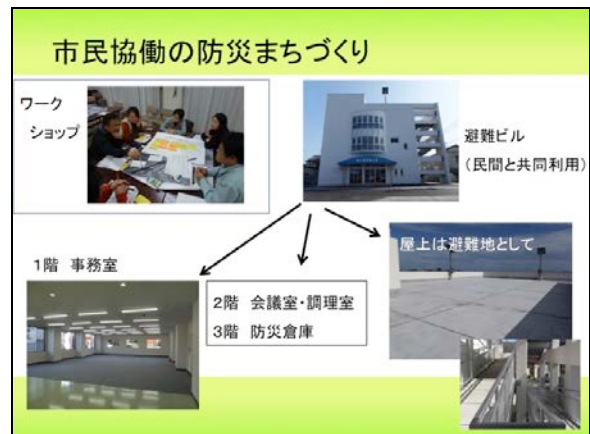 市民協働の防災まちづくり
ワーク
ショップ
避難ビル
(民間と共同利用)
屋上は避難地として
1階 事務室
2階 会議室・調理室
3階 防災倉庫